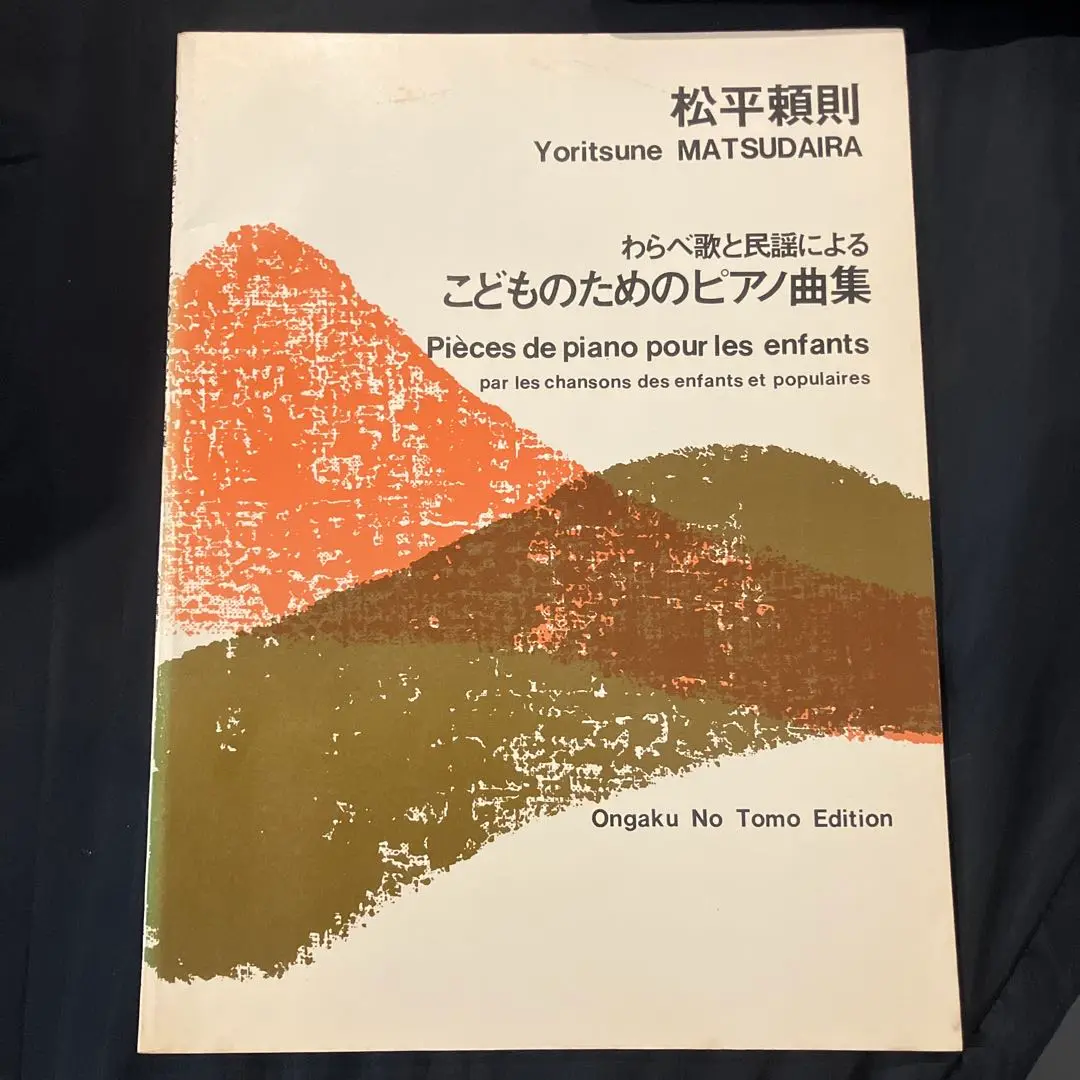 松平頼則
Yoritsune MATSUDAIRA
わらべ歌と民謡による
こどものためのピアノ曲集
Pièces de piano pour les enfants
par les chansons des enfants et populaires
Ongaku No Tomo Edition